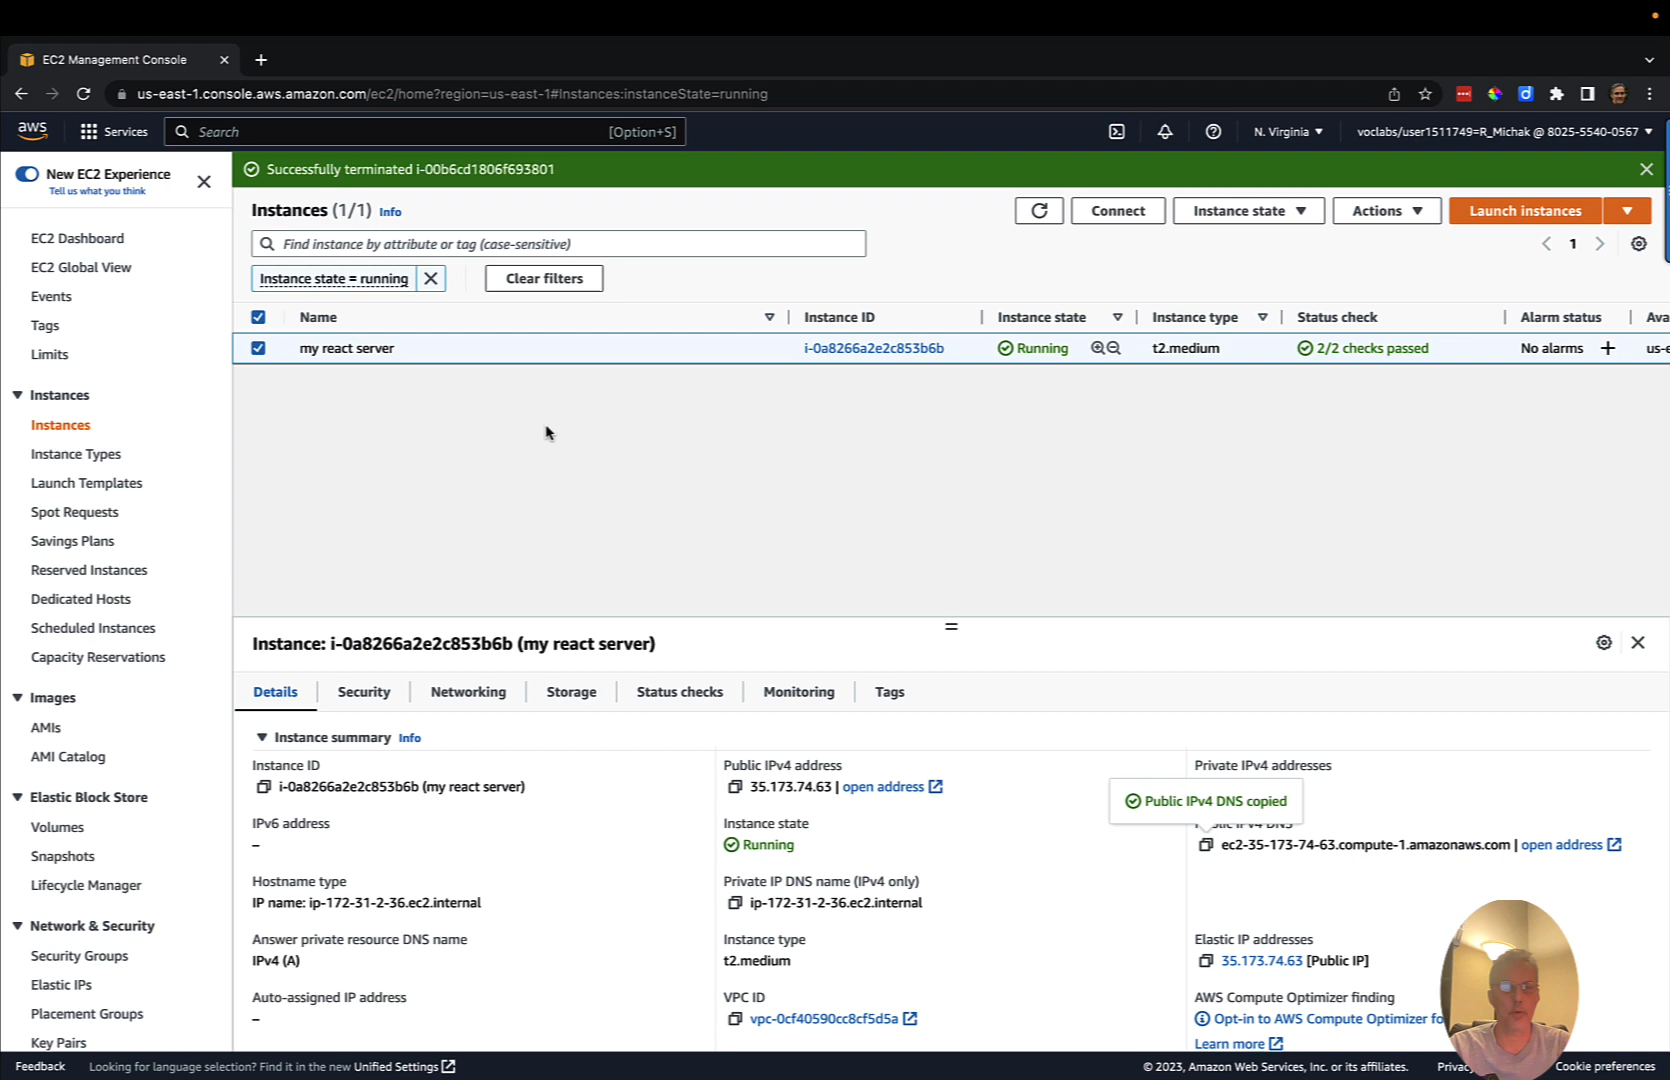 EC2 Management Console
us-east-1.console.aws.amazon.com/ec2/home?region=us-east-1#Instances:instanceState=running
aws Services Search [Option+S] N. Virginia voclabs/user1511749=R_Michak @ 8025-5540-0567
New EC2 Experience
Tell us what you think
Successfully terminated i-00b6cd1806f693801
Instances (1/1) Info
Connect Instance state Actions Launch instances
Find instance by attribute or tag (case-sensitive)
1
Instance state = running Clear filters
Name Instance ID Instance state Instance type Status check Alarm status Ava
my react server i-0a8266a2e2c853b6b Running t2.medium 2/2 checks passed No alarms us-e
EC2 Dashboard
EC2 Global View
Events
Tags
Limits
Instances
Instances
Instance Types
Launch Templates
Spot Requests
Savings Plans
Reserved Instances
Dedicated Hosts
Scheduled Instances
Capacity Reservations
Images
AMIs
AMI Catalog
Elastic Block Store
Volumes
Snapshots
Lifecycle Manager
Network & Security
Security Groups
Elastic IPs
Placement Groups
Key Pairs
Instance: i-0a8266a2e2c853b6b (my react server)
Details Security Networking Storage Status checks Monitoring Tags
Instance summary Info
Instance ID
i-0a8266a2e2c853b6b (my react server)
Public IPv4 address
35.173.74.63 | open address
Private IPv4 addresses
Public IPv4 DNS copied
IPv6 address
–
Instance state
Running
Public IPv4 DNS
ec2-35-173-74-63.compute-1.amazonaws.com | open address
Hostname type
IP name: ip-172-31-2-36.ec2.internal
Private IP DNS name (IPv4 only)
ip-172-31-2-36.ec2.internal
Answer private resource DNS name
IPv4 (A)
Instance type
t2.medium
Elastic IP addresses
35.173.74.63 [Public IP]
Auto-assigned IP address
–
VPC ID
vpc-0cf40590cc8cf5d5a
AWS Compute Optimizer finding
Opt-in to AWS Compute Optimizer fo
Learn more
Feedback Looking for language selection? Find it in the new Unified Settings © 2023, Amazon Web Services, Inc. or its affiliates. Privacy Cookie preferences